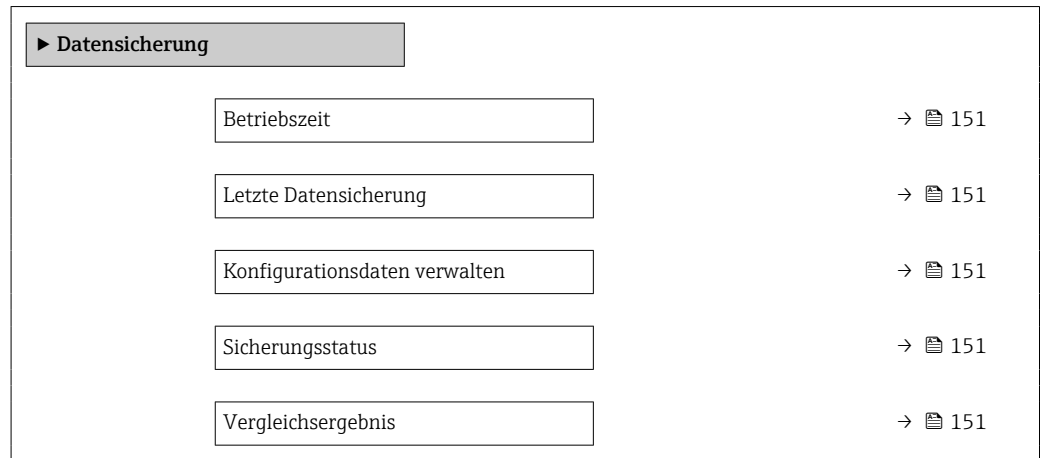 ▶ Datensicherung
Betriebszeit → 🖺 151
Letzte Datensicherung → 🖺 151
Konfigurationsdaten verwalten → 🖺 151
Sicherungsstatus → 🖺 151
Vergleichsergebnis → 🖺 151